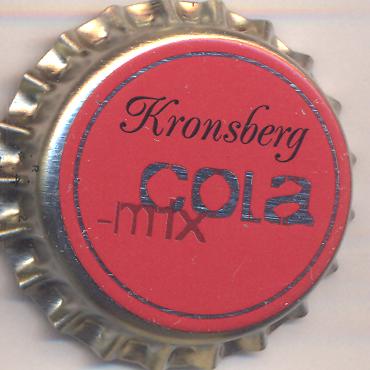 Kronsberg
cola
-mix